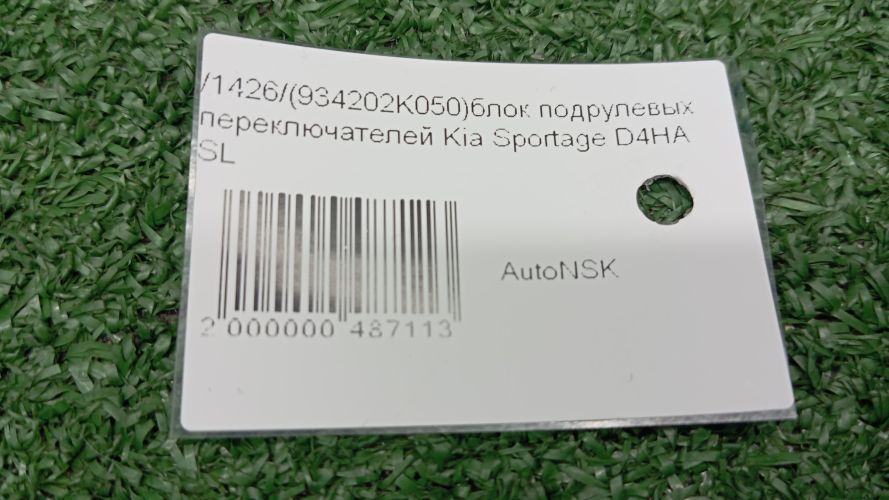 /1426/(934202K050)блок подрулевых
переключателей Kia Sportage D4HA
SL
AutoNSK
2 000000 487113